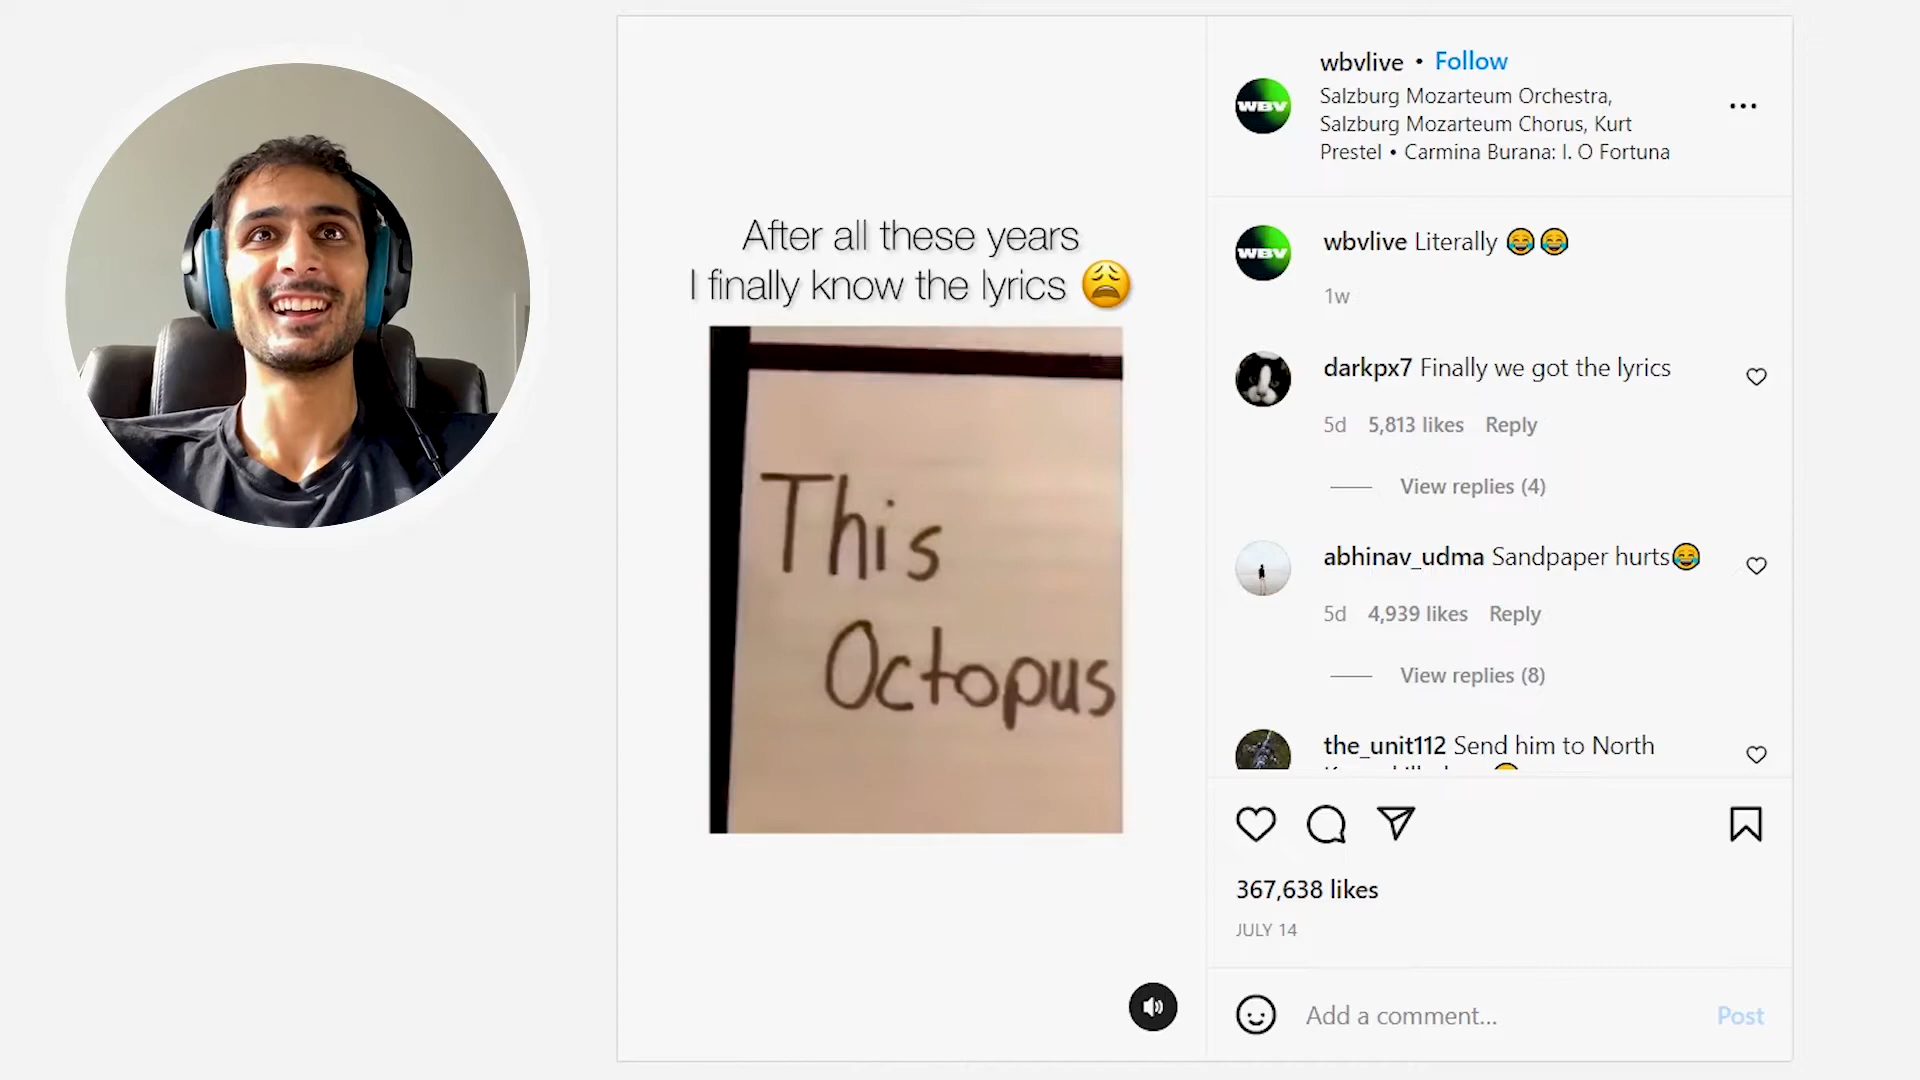 After all these years
I finally know the lyrics 😩
This
Octopus
WBV
wbvlive • Follow
Salzburg Mozarteum Orchestra,
Salzburg Mozarteum Chorus, Kurt
Prestel • Carmina Burana: I. O Fortuna
WBV
wbvlive Literally 😂😂
1w
darkpx7 Finally we got the lyrics
5d 5,813 likes Reply
View replies (4)
abhinav_udma Sandpaper hurts😂
5d 4,939 likes Reply
View replies (8)
the_unit112 Send him to North
367,638 likes
JULY 14
Add a comment...
Post